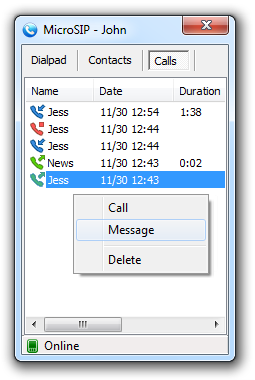 MicroSIP - John
Dialpad Contacts Calls
Name Date Duration
Jess 11/30 12:54 1:38
Jess 11/30 12:44
Jess 11/30 12:44
News 11/30 12:43 0:02
Jess 11/30 12:43
Call
Message
Delete
Online